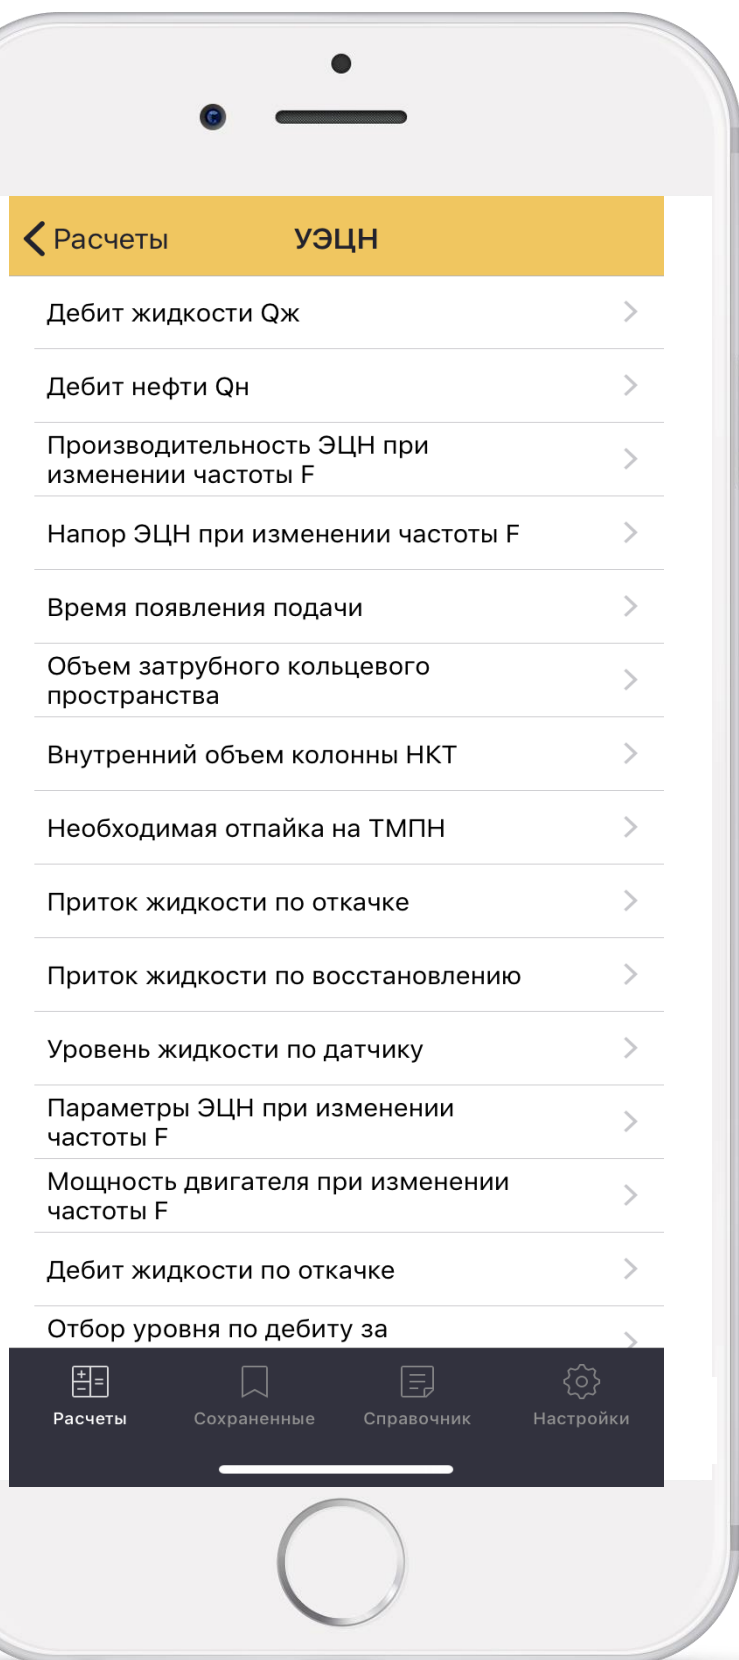 Расчеты
УЭЦН
Дебит жидкости Qж
Дебит нефти Qн
Производительность ЭЦН при
изменении частоты F
Напор ЭЦН при изменении частоты F
Время появления подачи
Объем затрубного кольцевого
пространства
Внутренний объем колонны НКТ
Необходимая отпайка на ТМПН
Приток жидкости по откачке
Приток жидкости по восстановлению
Уровень жидкости по датчику
Параметры ЭЦН при изменении
частоты F
Мощность двигателя при изменении
частоты F
Дебит жидкости по откачке
Отбор уровня по дебиту за
Расчеты
Сохраненные
Справочник
Настройки